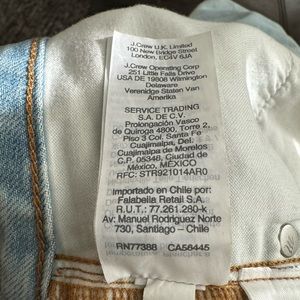 J.Crew U.K. Limited
100 New Bridge Street
London, EC4V 6JA
J.Crew Operating Corp
251 Little Falls Drive
USA DE 19808 Wilmington
Delaware
Verenidge Staten Van
Amerika
SERVICE TRADING
S.A. DE C.V.
Prolongación Vasco
de Quiroga 4800, Torre 2,
Piso 3 Col. Santa Fe
Cuajimalpa, Del.
Cuajimalpa de Morelos
C.P. 05348, Ciudad de
México, MÉXICO
RFC: STR921014AR0
Importado en Chile por:
Falabella Retail S.A.
R.U.T.: 77.261.280-k
Av: Manuel Rodriguez Norte
730, Santiago - Chile
RN77388 CA56445